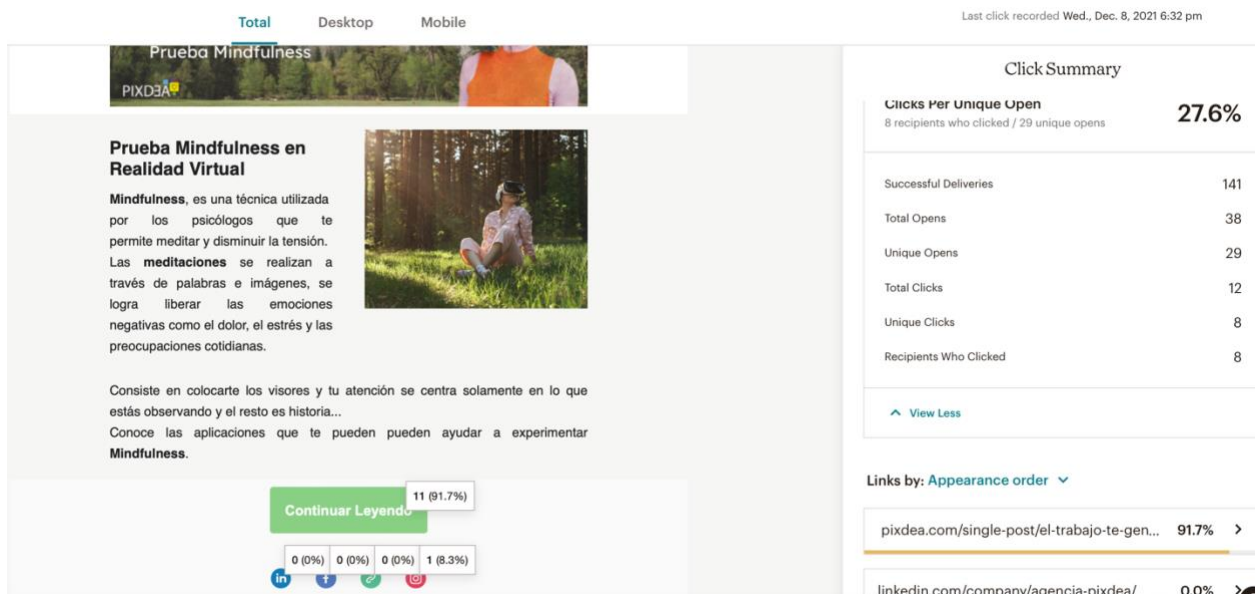 Total Desktop Mobile
Last click recorded Wed., Dec. 8, 2021 6:32 pm
Prueba Mindfulness
PIXDEA
Prueba Mindfulness en
Realidad Virtual
Mindfulness, es una técnica utilizada
por los psicólogos que te
permite meditar y disminuir la tensión.
Las meditaciones se realizan a
través de palabras e imágenes, se
logra liberar las emociones
negativas como el dolor, el estrés y las
preocupaciones cotidianas.
Consiste en colocarte los visores y tu atención se centra solamente en lo que
estás observando y el resto es historia...
Conoce las aplicaciones que te pueden pueden ayudar a experimentar
Mindfulness.
11 (91.7%)
Continuar Leyendo
0 (0%) 0 (0%) 0 (0%) 1 (8.3%)
in f
Click Summary
Clicks Per Unique Open
8 recipients who clicked / 29 unique opens
27.6%
Successful Deliveries 141
Total Opens 38
Unique Opens 29
Total Clicks 12
Unique Clicks 8
Recipients Who Clicked 8
View Less
Links by: Appearance order
pixdea.com/single-post/el-trabajo-te-gen... 91.7%
linkedin.com/company/agencia-pixdea/ 0.0%